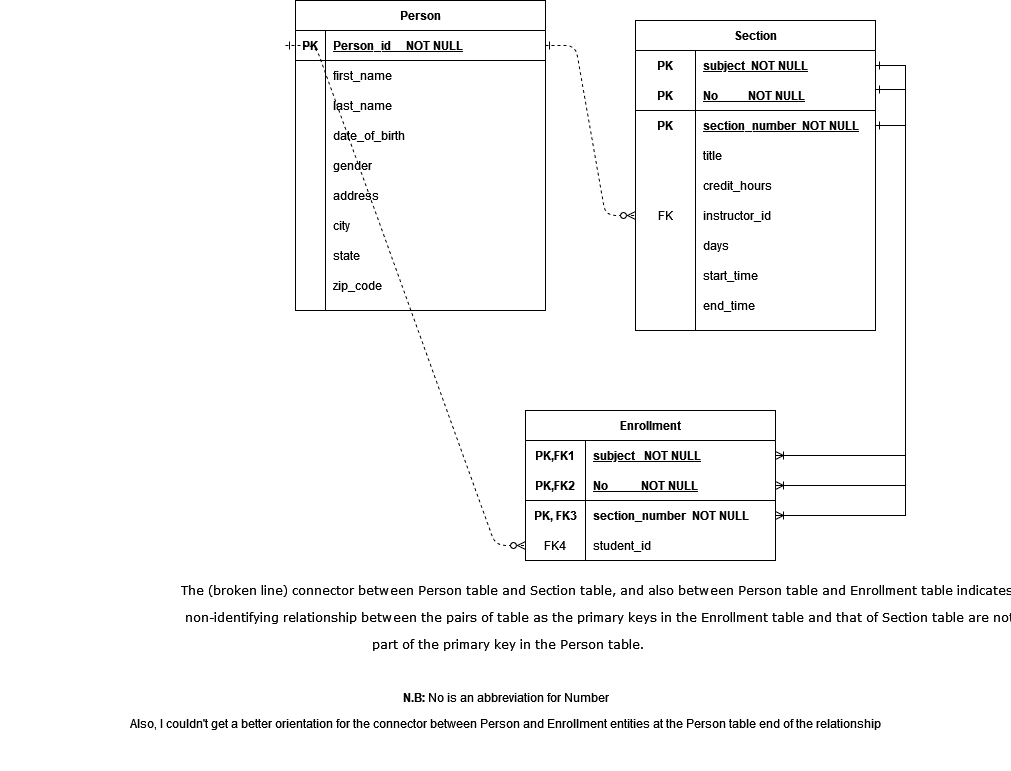 Person
PK Person_id NOT NULL
first_name
last_name
date_of_birth
gender
address
city
state
zip_code
Section
PK subject NOT NULL
PK No NOT NULL
PK section_number NOT NULL
title
credit_hours
FK instructor_id
days
start_time
end_time
Enrollment
PK,FK1 subject NOT NULL
PK,FK2 No NOT NULL
PK, FK3 section_number NOT NULL
FK4 student_id
The (broken line) connector between Person table and Section table, and also between Person table and Enrollment table indicates
non-identifying relationship between the pairs of table as the primary keys in the Enrollment table and that of Section table are not
part of the primary key in the Person table.
N.B: No is an abbreviation for Number
Also, I couldn't get a better orientation for the connector between Person and Enrollment entities at the Person table end of the relationship